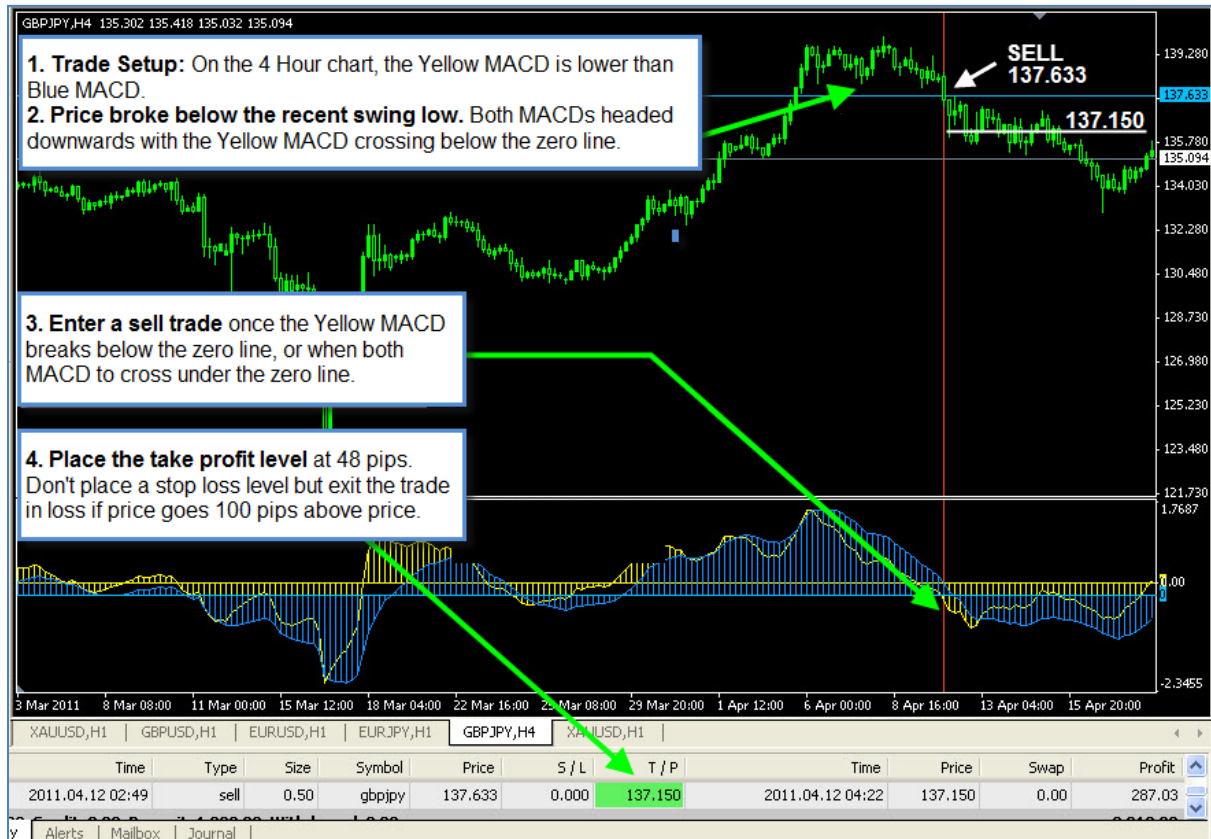 GBPJPY,H4 135.302 135.418 135.032 135.094
1. Trade Setup: On the 4 Hour chart, the Yellow MACD is lower than
Blue MACD.
2. Price broke below the recent swing low. Both MACDs headed
downwards with the Yellow MACD crossing below the zero line.
SELL
137.633
137.150
139.280
137.633
135.780
135.094
134.030
132.280
130.480
128.730
126.980
125.230
123.480
121.730
3. Enter a sell trade once the Yellow MACD
breaks below the zero line, or when both
MACD to cross under the zero line.
4. Place the take profit level at 48 pips.
Don't place a stop loss level but exit the trade
in loss if price goes 100 pips above price.
1.7687
0.00
-2.3455
3 Mar 2011 8 Mar 08:00 11 Mar 00:00 15 Mar 12:00 18 Mar 04:00 22 Mar 16:00 25 Mar 08:00 29 Mar 20:00 1 Apr 12:00 6 Apr 00:00 8 Apr 16:00 13 Apr 04:00 15 Apr 20:00
XAUUSD,H1 GBPUSD,H1 EURUSD,H1 EURJPY,H1 GBPJPY,H4 XAUUSD,H1
Time Type Size Symbol Price S / L T / P Time Price Swap Profit
2011.04.12 02:49 sell 0.50 gbpjpy 137.633 0.000 137.150 2011.04.12 04:22 137.150 0.00 287.03
y Alerts Mailbox Journal